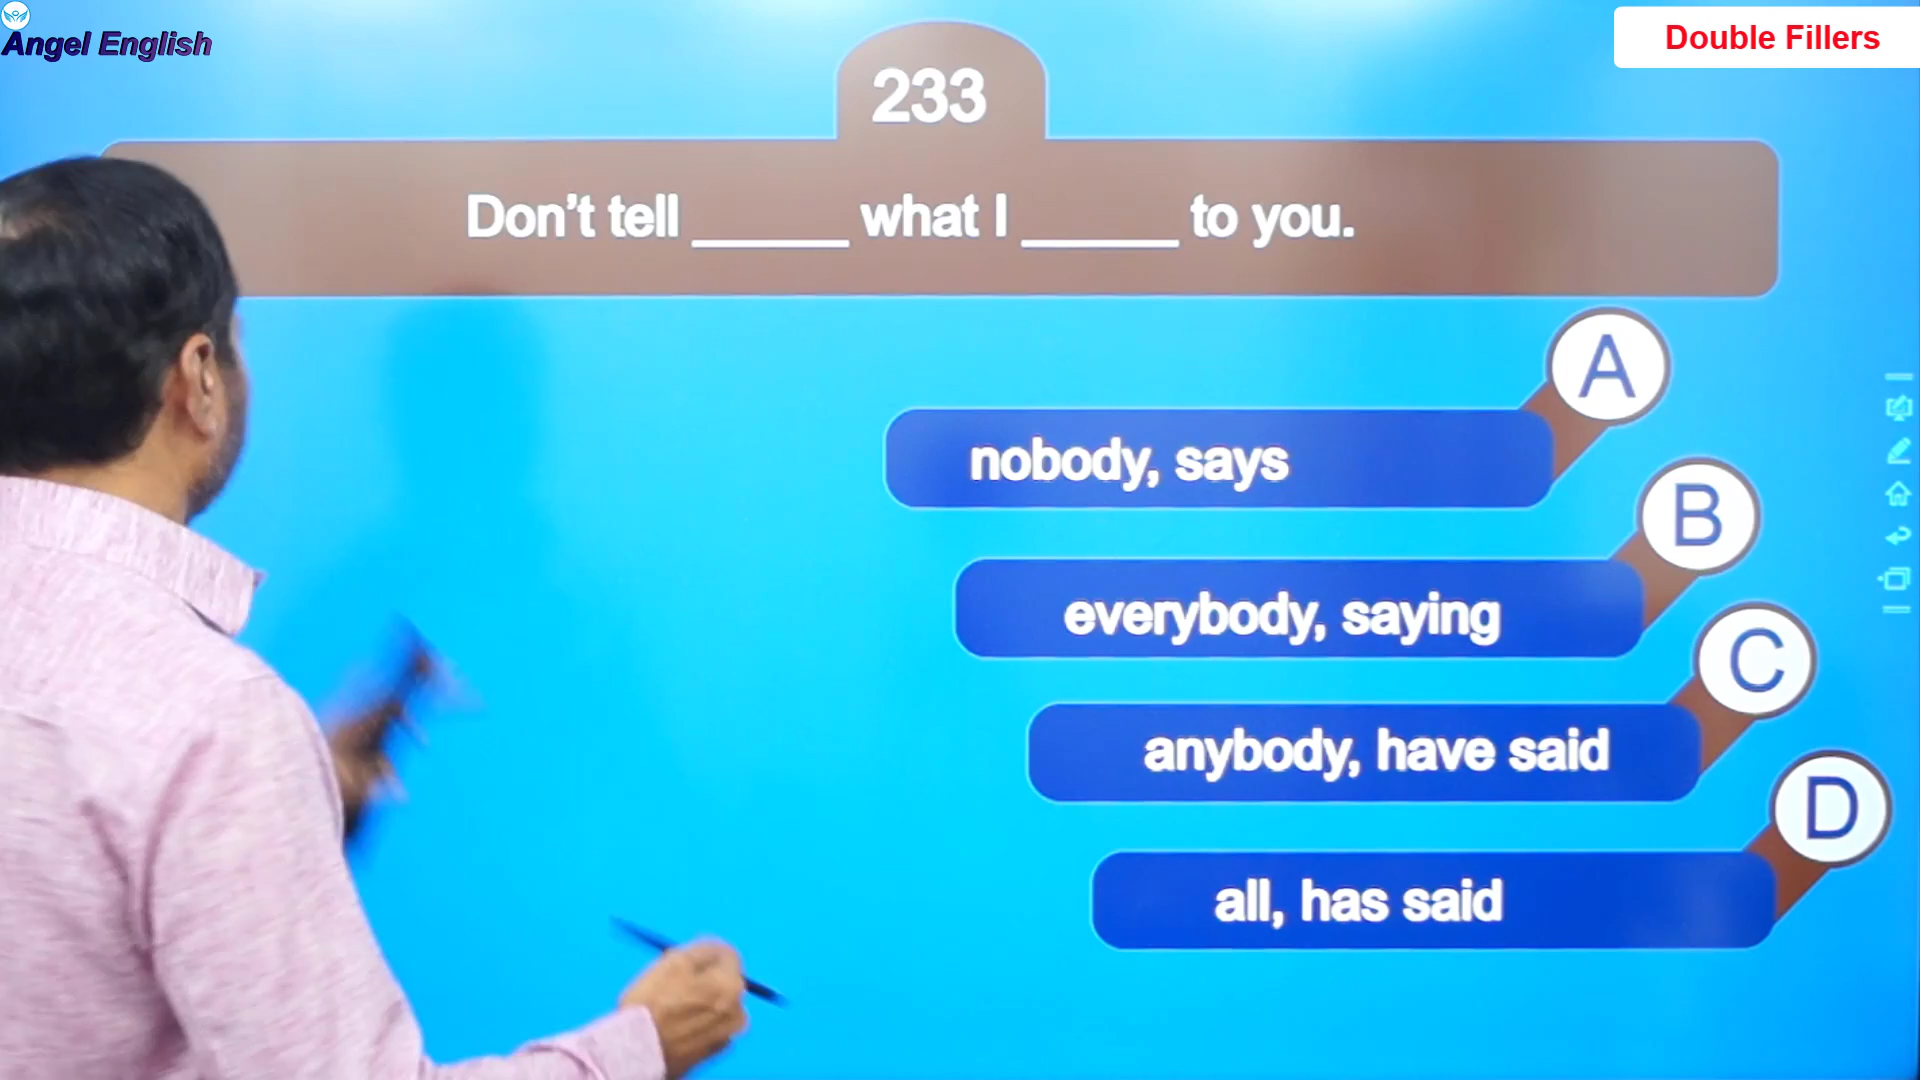 Angel English
Double Fillers
233
Don't tell _____ what I _____ to you.
A
nobody, says
B
everybody, saying
C
anybody, have said
D
all, has said